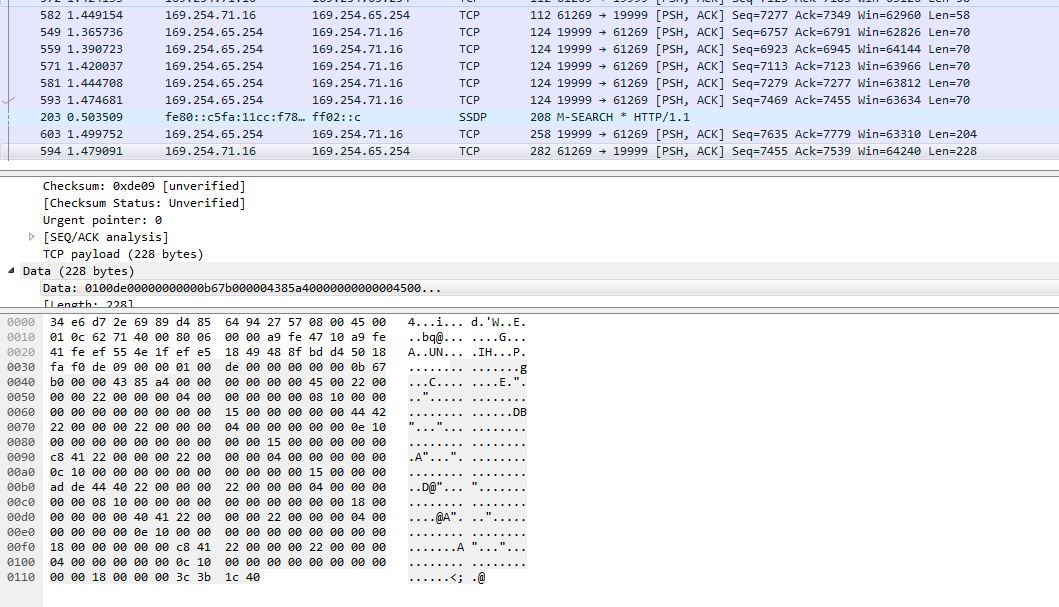 582 1.449154 169.254.71.16 169.254.65.254 TCP 112 61269 → 19999 [PSH, ACK] Seq=7277 Ack=7349 Win=62960 Len=58
549 1.365736 169.254.65.254 169.254.71.16 TCP 124 19999 → 61269 [PSH, ACK] Seq=6757 Ack=6791 Win=62826 Len=70
559 1.390723 169.254.65.254 169.254.71.16 TCP 124 19999 → 61269 [PSH, ACK] Seq=6923 Ack=6945 Win=64144 Len=70
571 1.420037 169.254.65.254 169.254.71.16 TCP 124 19999 → 61269 [PSH, ACK] Seq=7113 Ack=7123 Win=63966 Len=70
581 1.444708 169.254.65.254 169.254.71.16 TCP 124 19999 → 61269 [PSH, ACK] Seq=7279 Ack=7277 Win=63812 Len=70
593 1.474681 169.254.65.254 169.254.71.16 TCP 124 19999 → 61269 [PSH, ACK] Seq=7469 Ack=7455 Win=63634 Len=70
203 0.503509 fe80::c5fa:11cc:f78… ff02::c SSDP 208 M-SEARCH * HTTP/1.1
603 1.499752 169.254.65.254 169.254.71.16 TCP 258 19999 → 61269 [PSH, ACK] Seq=7635 Ack=7779 Win=63310 Len=204
594 1.479091 169.254.71.16 169.254.65.254 TCP 282 61269 → 19999 [PSH, ACK] Seq=7455 Ack=7539 Win=64240 Len=228
Checksum: 0xde09 [unverified]
[Checksum Status: Unverified]
Urgent pointer: 0
[SEQ/ACK analysis]
TCP payload (228 bytes)
Data (228 bytes)
Data: 0100de00000000000b67b000004385a40000000000004500...
[Length: 228]
0000 34 e6 d7 2e 69 89 d4 85 64 94 27 57 08 00 45 00 4...i... d.'W..E.
0010 01 0c 62 71 40 00 80 06 00 00 a9 fe 47 10 a9 fe ..bq@... ....G...
0020 41 fe ef 55 4e 1f ef e5 18 49 48 8f bd d4 50 18 A..UN... .IH...P.
0030 fa f0 de 09 00 00 01 00 de 00 00 00 00 00 0b 67 ........ .......g
0040 b0 00 00 43 85 a4 00 00 00 00 00 00 45 00 22 00 ...C.... ....E.".
0050 00 00 22 00 00 00 04 00 00 00 00 00 08 10 00 00 .."..... ........
0060 00 00 00 00 00 00 00 00 15 00 00 00 00 00 44 42 ........ ......DB
0070 22 00 00 00 22 00 00 00 04 00 00 00 00 00 0e 10 "..."... ........
0080 00 00 00 00 00 00 00 00 00 00 15 00 00 00 00 00 ........ ........
0090 c8 41 22 00 00 00 22 00 00 00 04 00 00 00 00 00 .A"...". ........
00a0 0c 10 00 00 00 00 00 00 00 00 00 00 15 00 00 00 ........ ........
00b0 ad de 44 40 22 00 00 00 22 00 00 00 04 00 00 00 ..D@"... ".......
00c0 00 00 08 10 00 00 00 00 00 00 00 00 00 00 18 00 ........ ........
00d0 00 00 00 00 40 41 22 00 00 00 22 00 00 00 04 00 ....@A". ..".....
00e0 00 00 00 00 0e 10 00 00 00 00 00 00 00 00 00 00 ........ ........
00f0 18 00 00 00 00 00 c8 41 22 00 00 00 22 00 00 00 .......A "..."...
0100 04 00 00 00 00 00 0c 10 00 00 00 00 00 00 00 00 ........ ........
0110 00 00 18 00 00 00 3c 3b 1c 40 ......<; .@